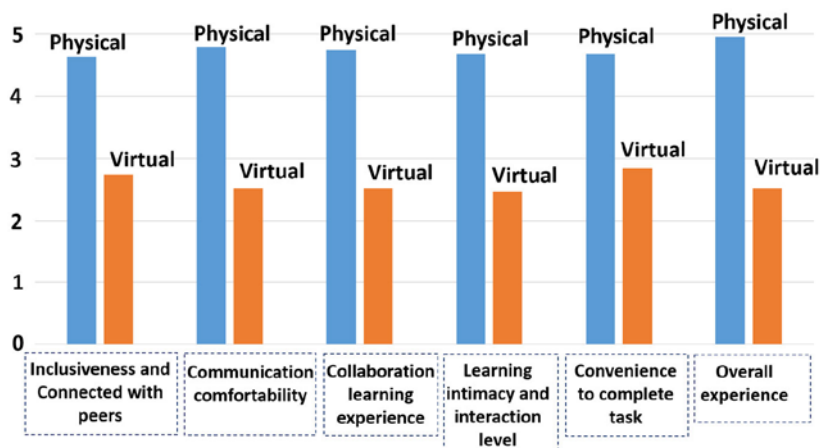 5
4
3
2
1
0
Physical
Virtual
Physical
Virtual
Physical
Virtual
Physical
Virtual
Physical
Virtual
Physical
Virtual
Inclusiveness and
Connected with
peers
Communication
comfortability
Collaboration
learning
experience
Learning
intimacy and
interaction
level
Convenience
to complete
task
Overall
experience